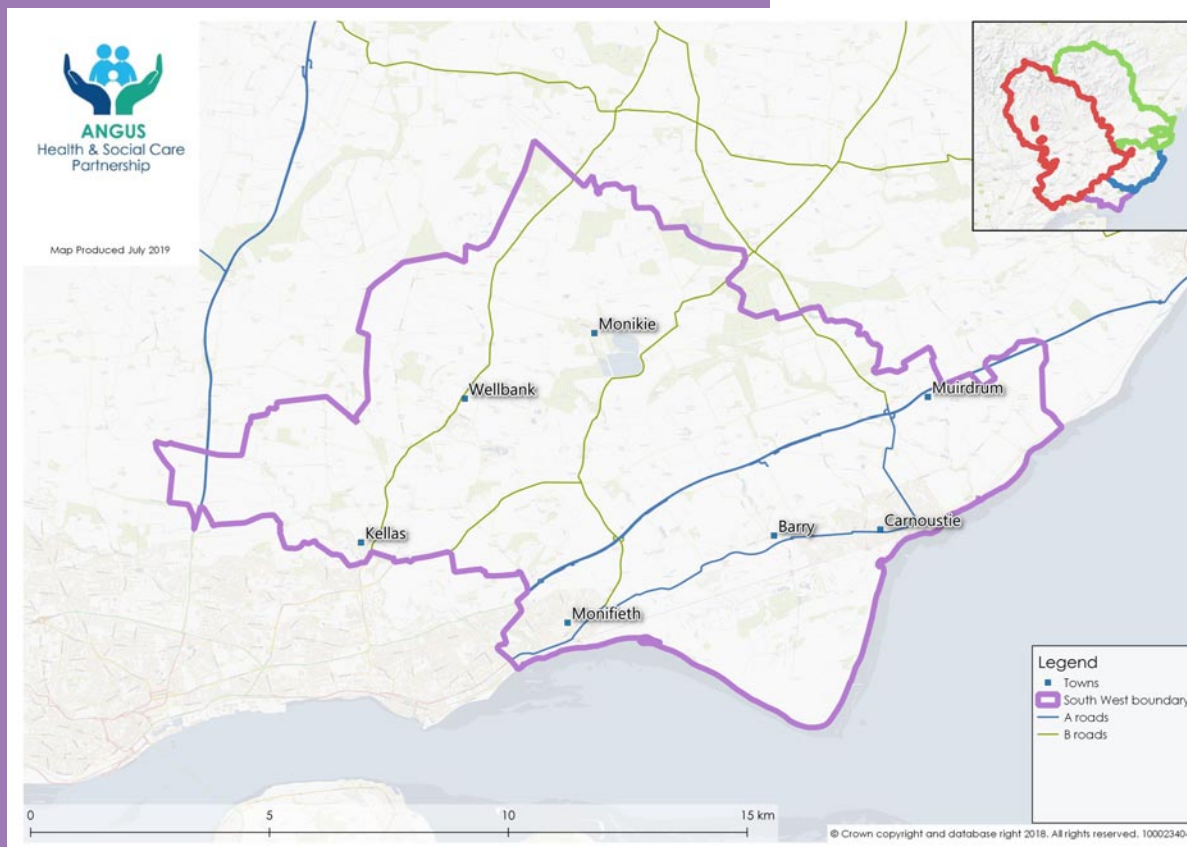 ANGUS
Health & Social Care
Partnership
Map Produced July 2019
Monikie
Wellbank
Muirdrum
Kellas
Barry
Carnoustie
Monifieth
Legend
Towns
South West boundary
A roads
B roads
0 5 10 15 km
© Crown copyright and database right 2018. All rights reserved. 10002340